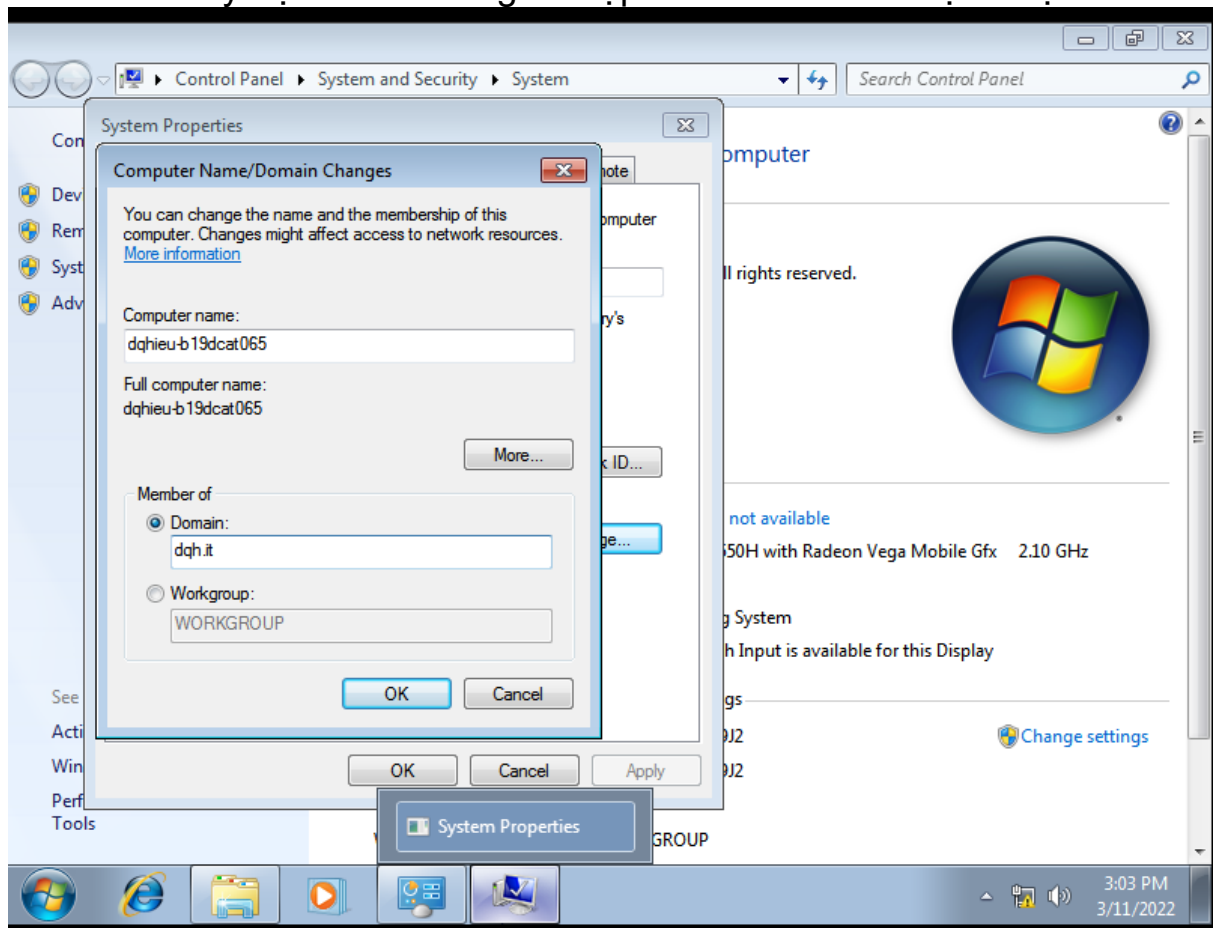 Control Panel ▸ System and Security ▸ System
Search Control Panel
System Properties
Computer Name/Domain Changes
You can change the name and the membership of this
computer. Changes might affect access to network resources.
More information
Computer name:
dqhieu-b19dcat065
Full computer name:
dqhieu-b19dcat065
More...
Member of
Domain:
dqh.it
Workgroup:
WORKGROUP
OK Cancel
OK Cancel Apply
System Properties
Con
Dev
Rem
Syst
Adv
See
Acti
Win
Perf
Tools
note
omputer
ry's
k ID...
ge...
omputer
ll rights reserved.
not available
550H with Radeon Vega Mobile Gfx 2.10 GHz
g System
h Input is available for this Display
gs
9J2
Change settings
9J2
GROUP
3:03 PM
3/11/2022